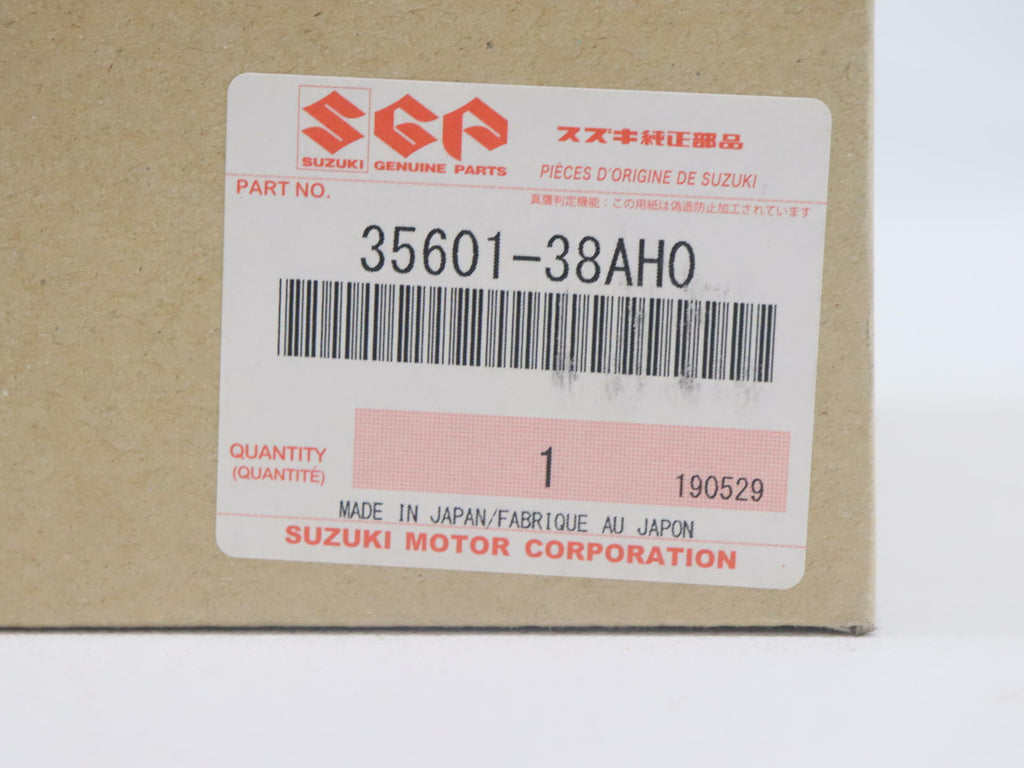 SUZUKI
SGP
GENUINE PARTS
スズキ純正部品
PIÈCES D'ORIGINE DE SUZUKI
PART NO.
真贋判定機能:この用紙は偽造防止加工されています
35601-38AH0
QUANTITY
(QUANTITÉ)
1
190529
MADE IN JAPAN/FABRIQUE AU JAPON
SUZUKI MOTOR CORPORATION